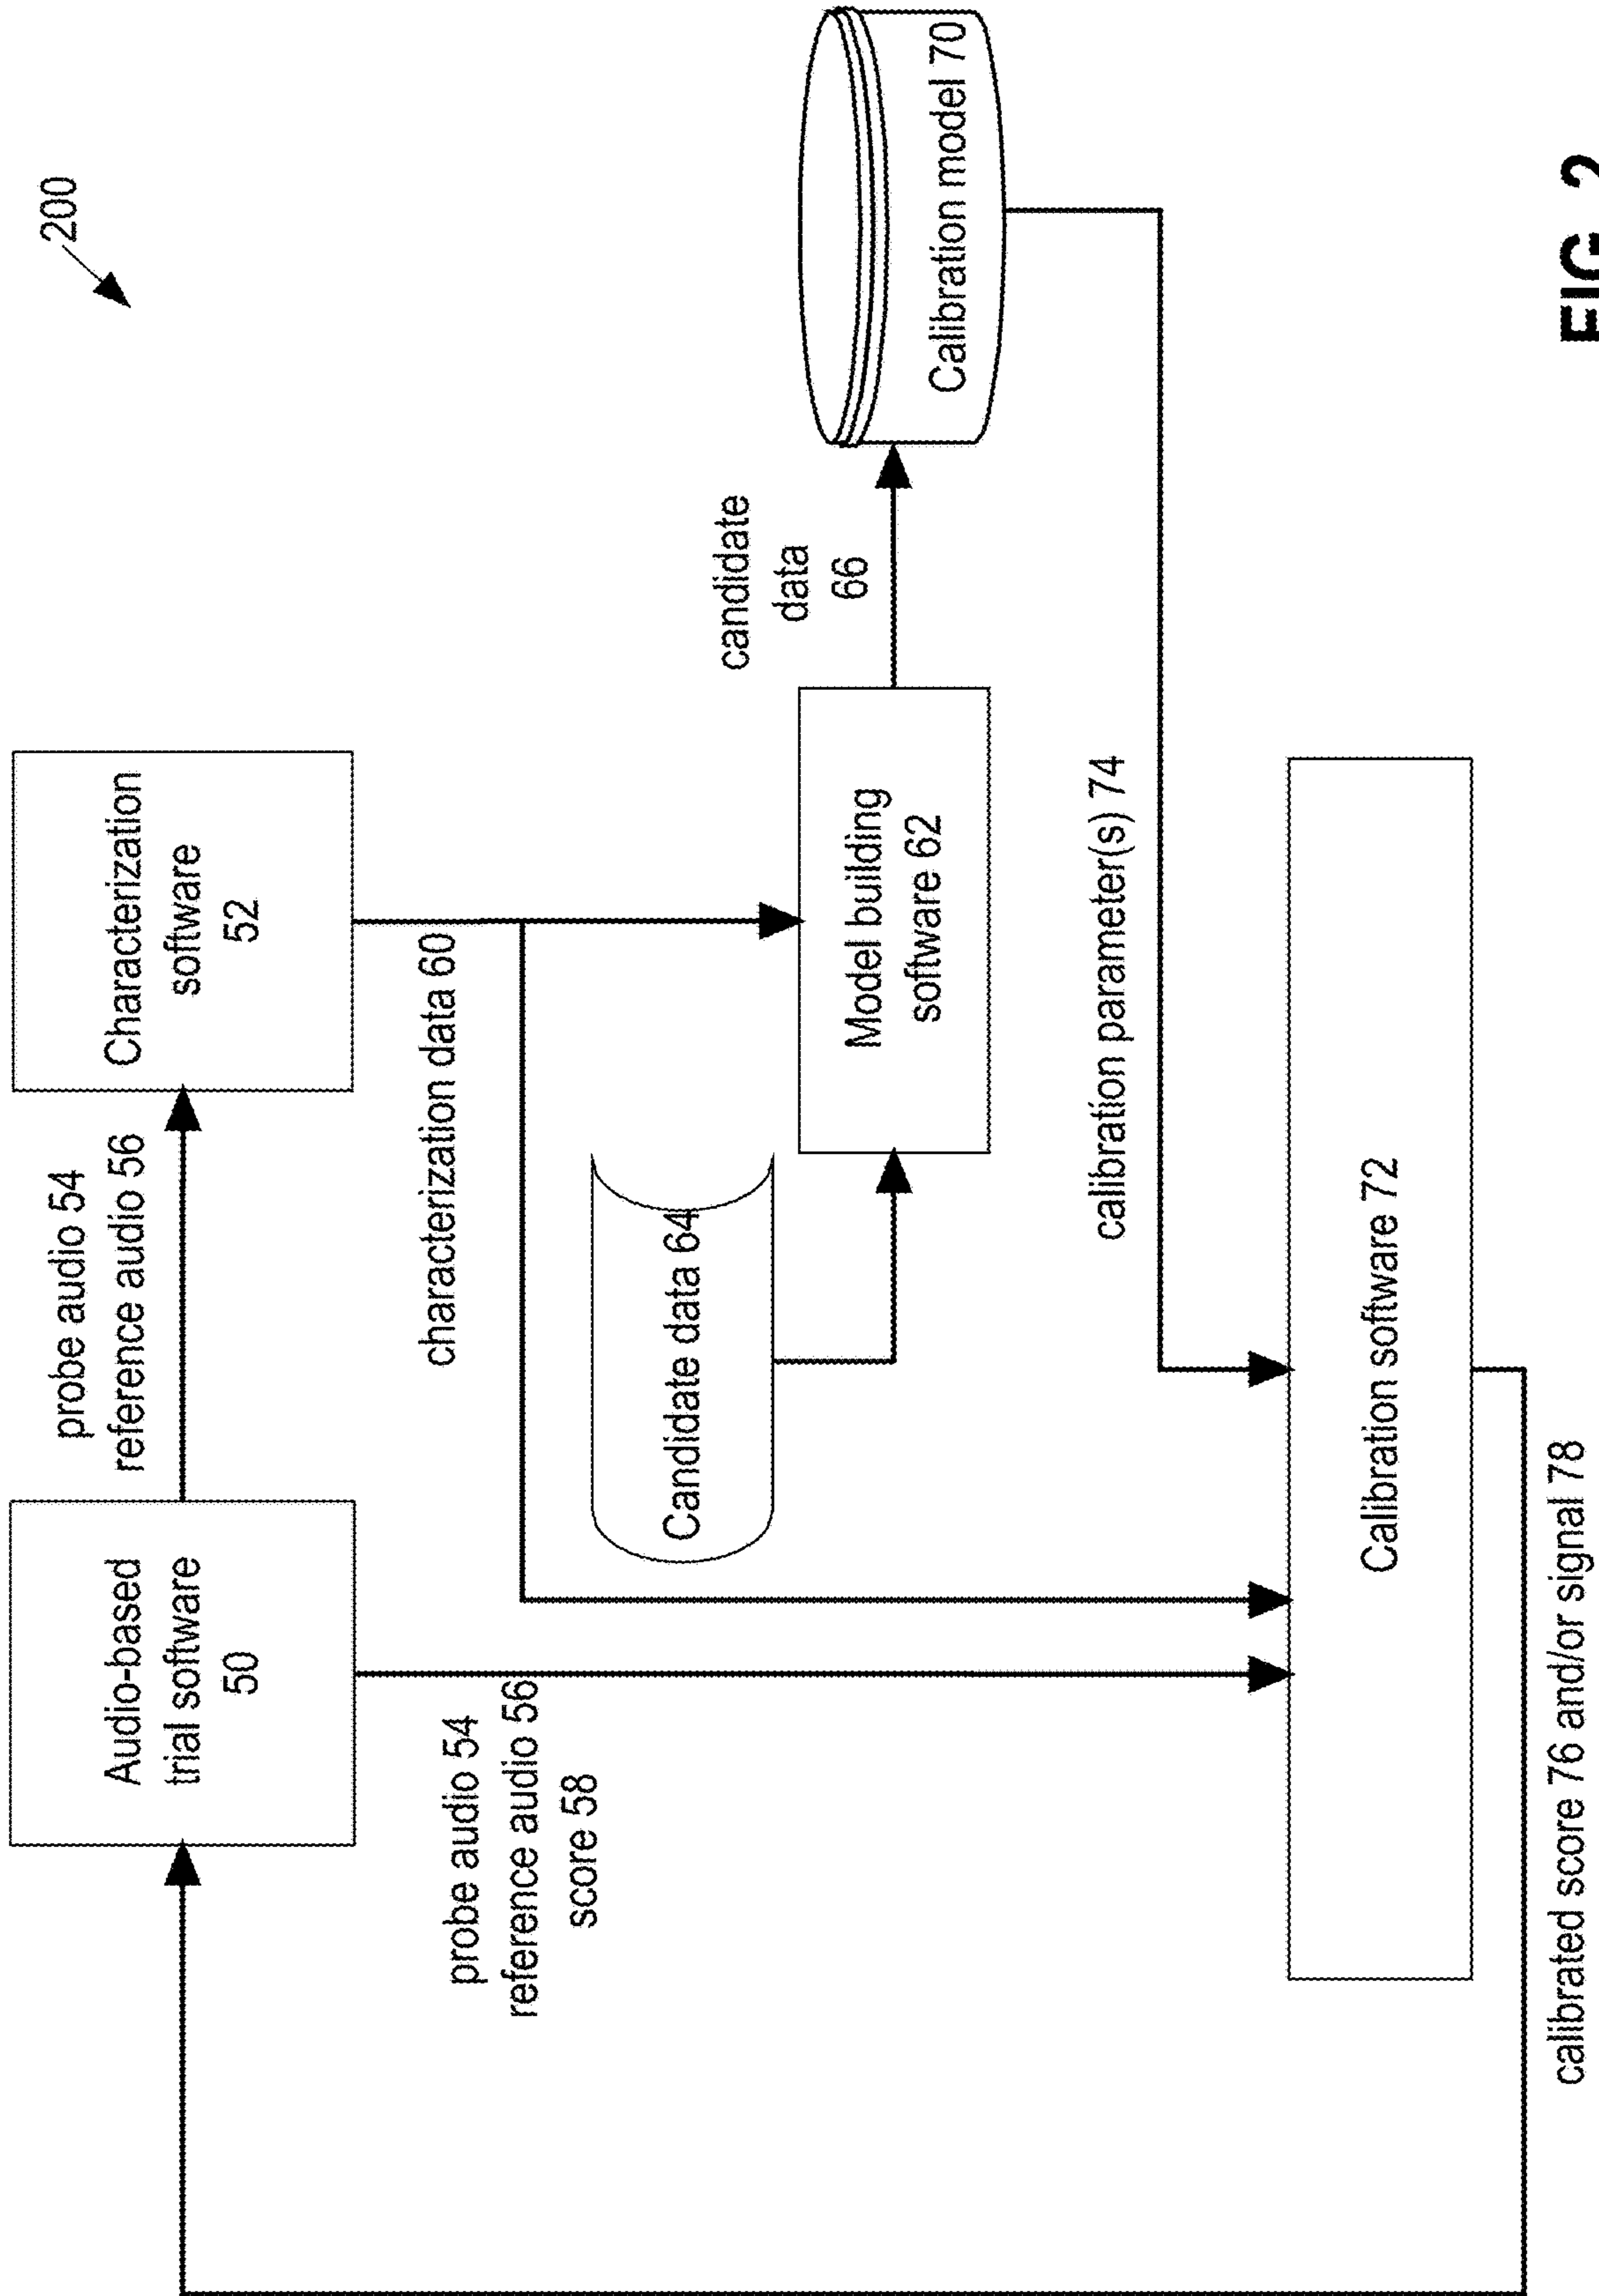 200
Audio-based
trial software
50
probe audio 54
reference audio 56
Characterization
software
52
probe audio 54
reference audio 56
score 58
characterization data 60
Candidate data 64
Model building
software 62
candidate
data
66
Calibration model 70
calibration parameter(s) 74
Calibration software 72
calibrated score 76 and/or signal 78
FIG. 2